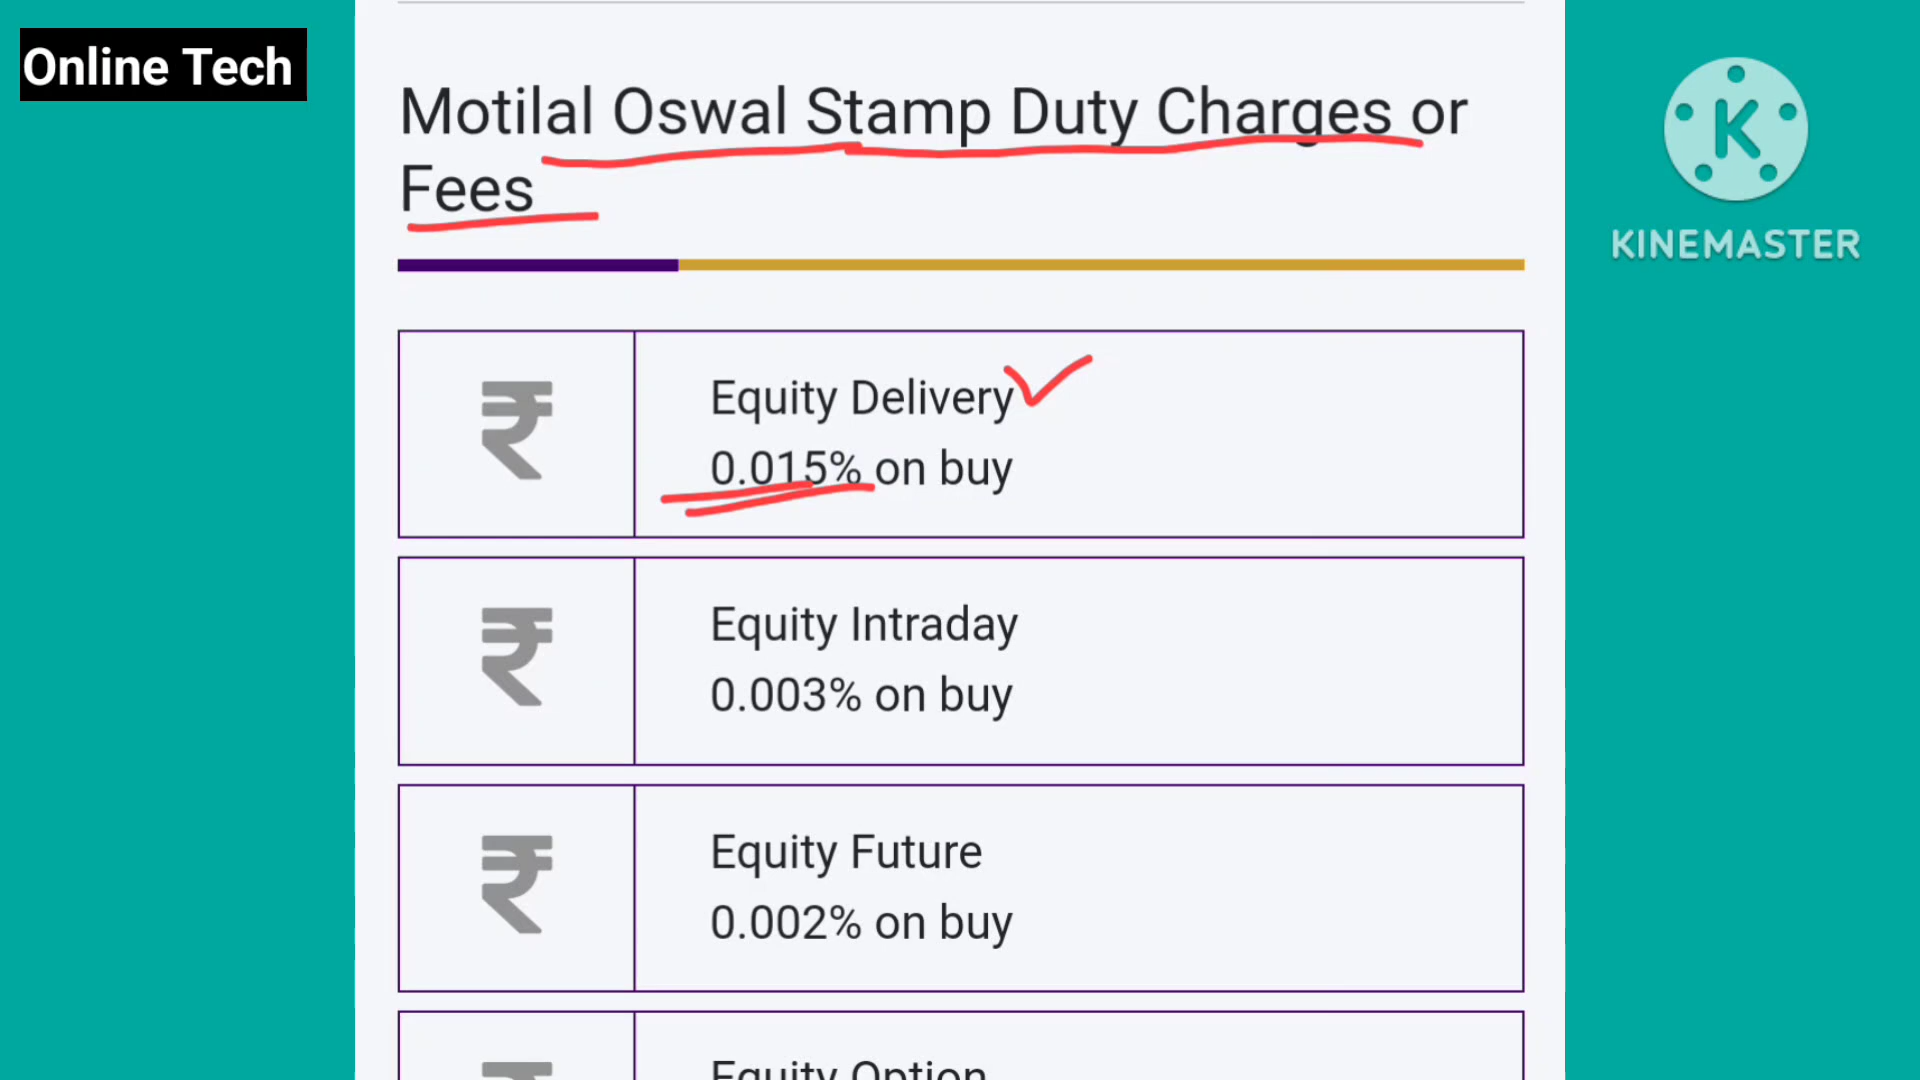 Online Tech
Motilal Oswal Stamp Duty Charges or
Fees
K
KINEMASTER
₹
Equity Delivery
0.015% on buy
₹
Equity Intraday
0.003% on buy
₹
Equity Future
0.002% on buy
Equity Option